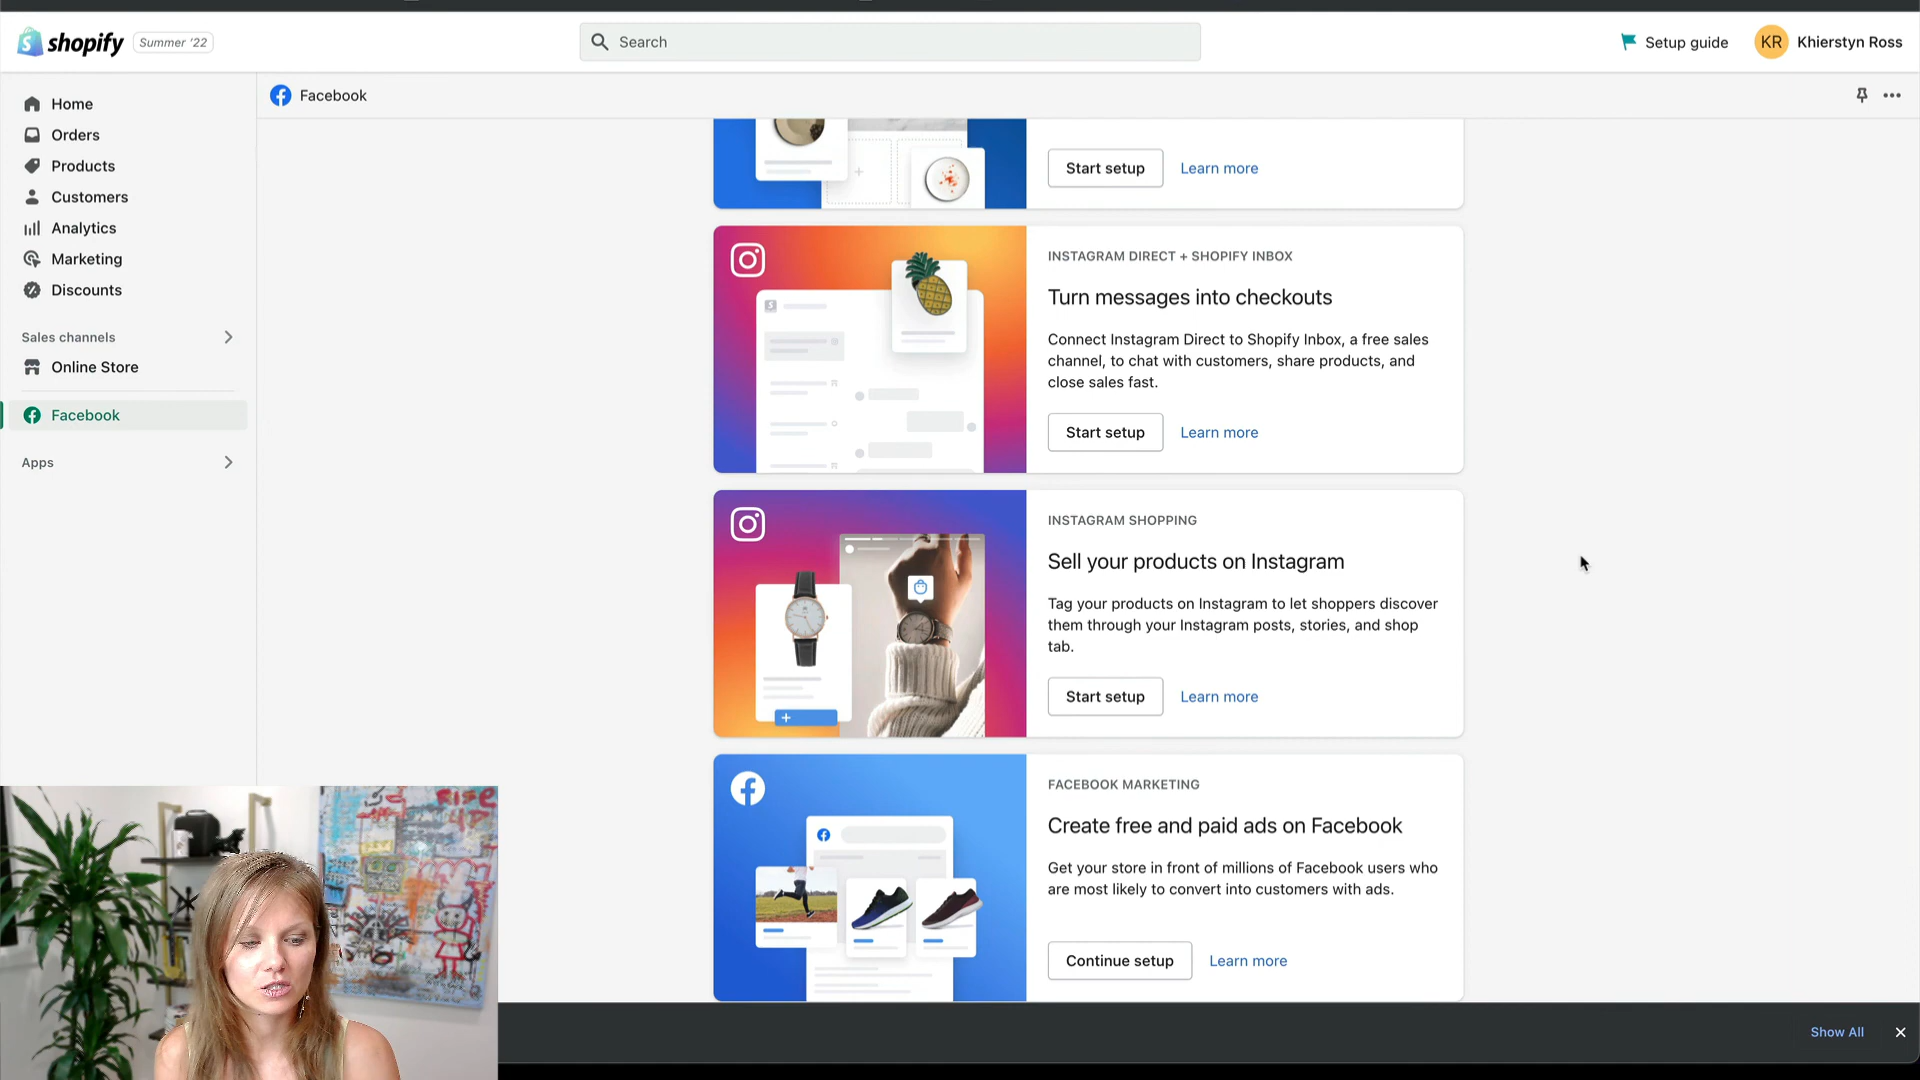 shopify
Summer '22
Search
Setup guide
KR
Khierstyn Ross
Home
Orders
Products
Customers
Analytics
Marketing
Discounts
Sales channels
Online Store
Facebook
Apps
Facebook
Start setup
Learn more
INSTAGRAM DIRECT + SHOPIFY INBOX
Turn messages into checkouts
Connect Instagram Direct to Shopify Inbox, a free sales
channel, to chat with customers, share products, and
close sales fast.
Start setup
Learn more
INSTAGRAM SHOPPING
Sell your products on Instagram
Tag your products on Instagram to let shoppers discover
them through your Instagram posts, stories, and shop
tab.
Start setup
Learn more
FACEBOOK MARKETING
Create free and paid ads on Facebook
Get your store in front of millions of Facebook users who
are most likely to convert into customers with ads.
Continue setup
Learn more
Show All